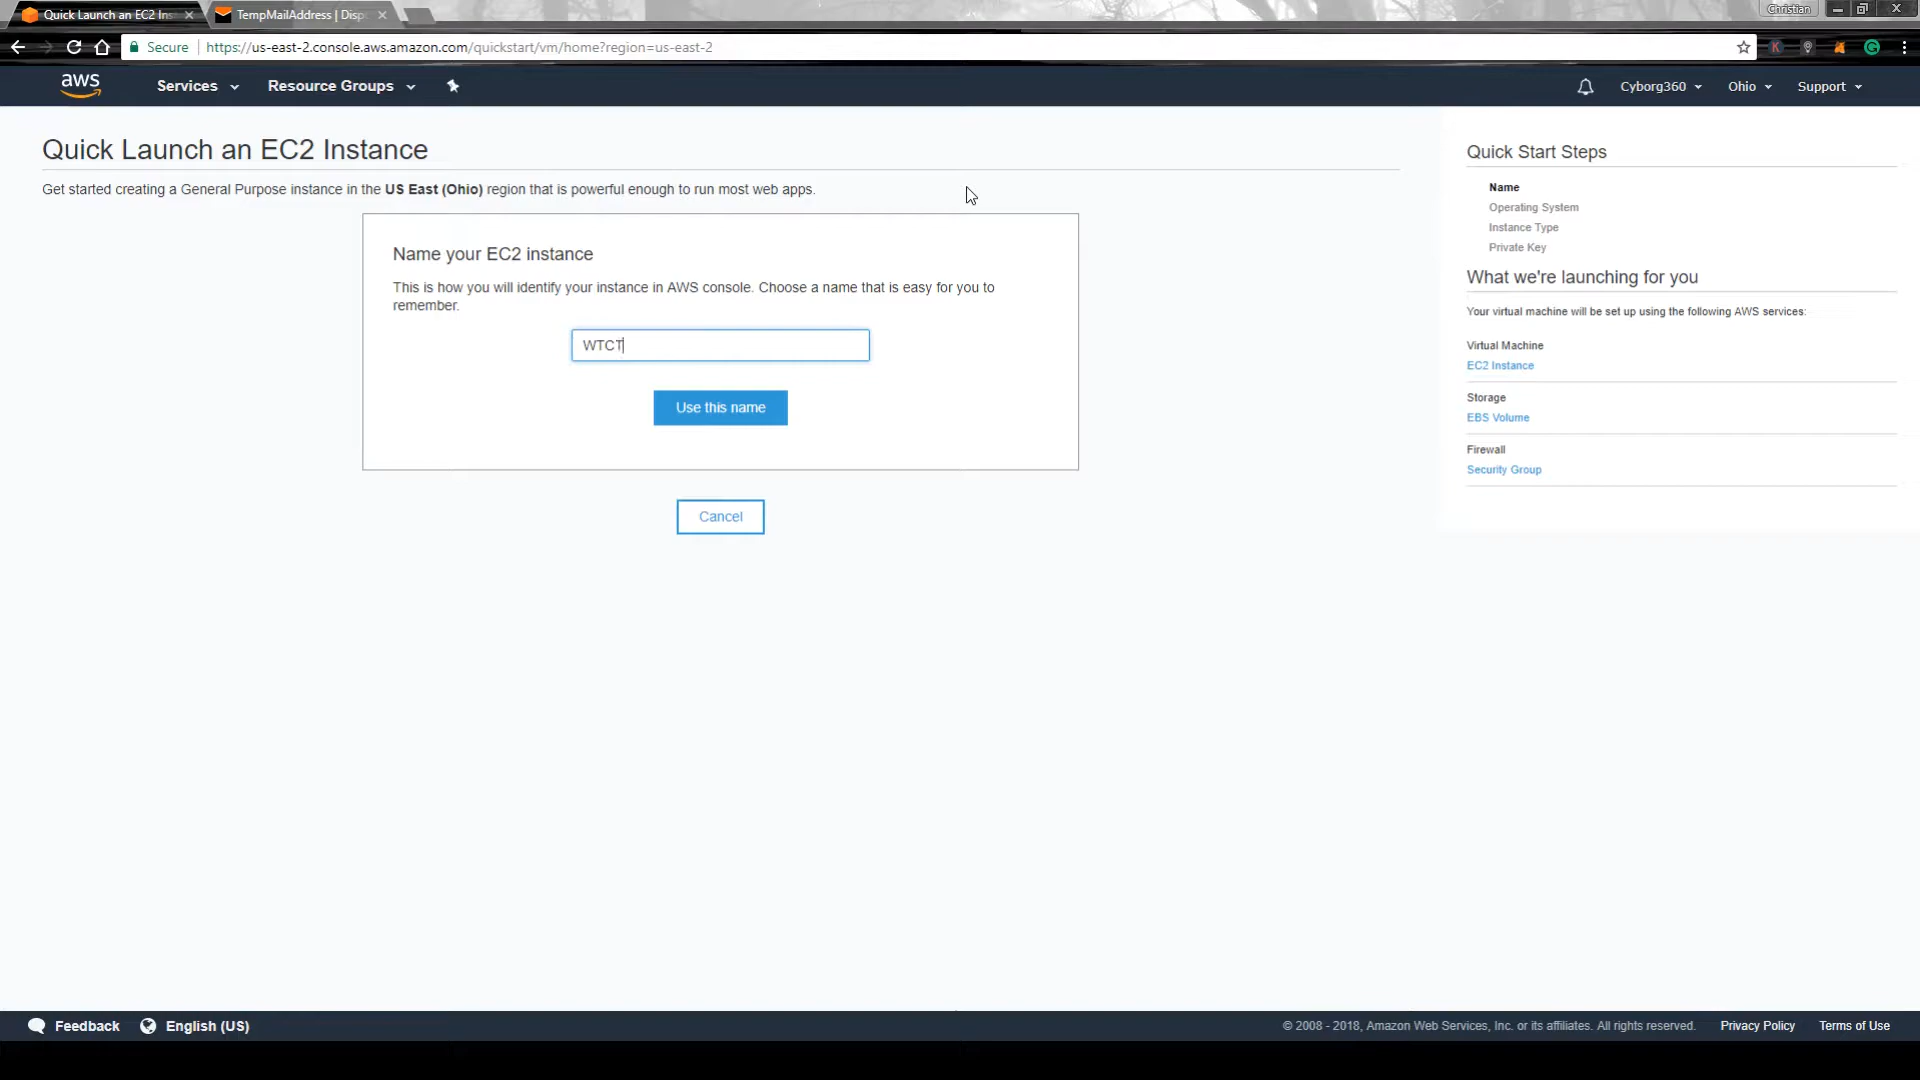 Quick Launch an EC2 Ins
TempMailAddress | Disp
Christian
Secure
https://us-east-2.console.aws.amazon.com/quickstart/vm/home?region=us-east-2
aws
Services
Resource Groups
Cyborg360
Ohio
Support
Quick Launch an EC2 Instance
Get started creating a General Purpose instance in the US East (Ohio) region that is powerful enough to run most web apps.
Name your EC2 instance
This is how you will identify your instance in AWS console. Choose a name that is easy for you to
remember.
WTCT
Use this name
Cancel
Quick Start Steps
Name
Operating System
Instance Type
Private Key
What we're launching for you
Your virtual machine will be set up using the following AWS services:
Virtual Machine
EC2 Instance
Storage
EBS Volume
Firewall
Security Group
Feedback
English (US)
© 2008 - 2018, Amazon Web Services, Inc. or its affiliates. All rights reserved.
Privacy Policy
Terms of Use